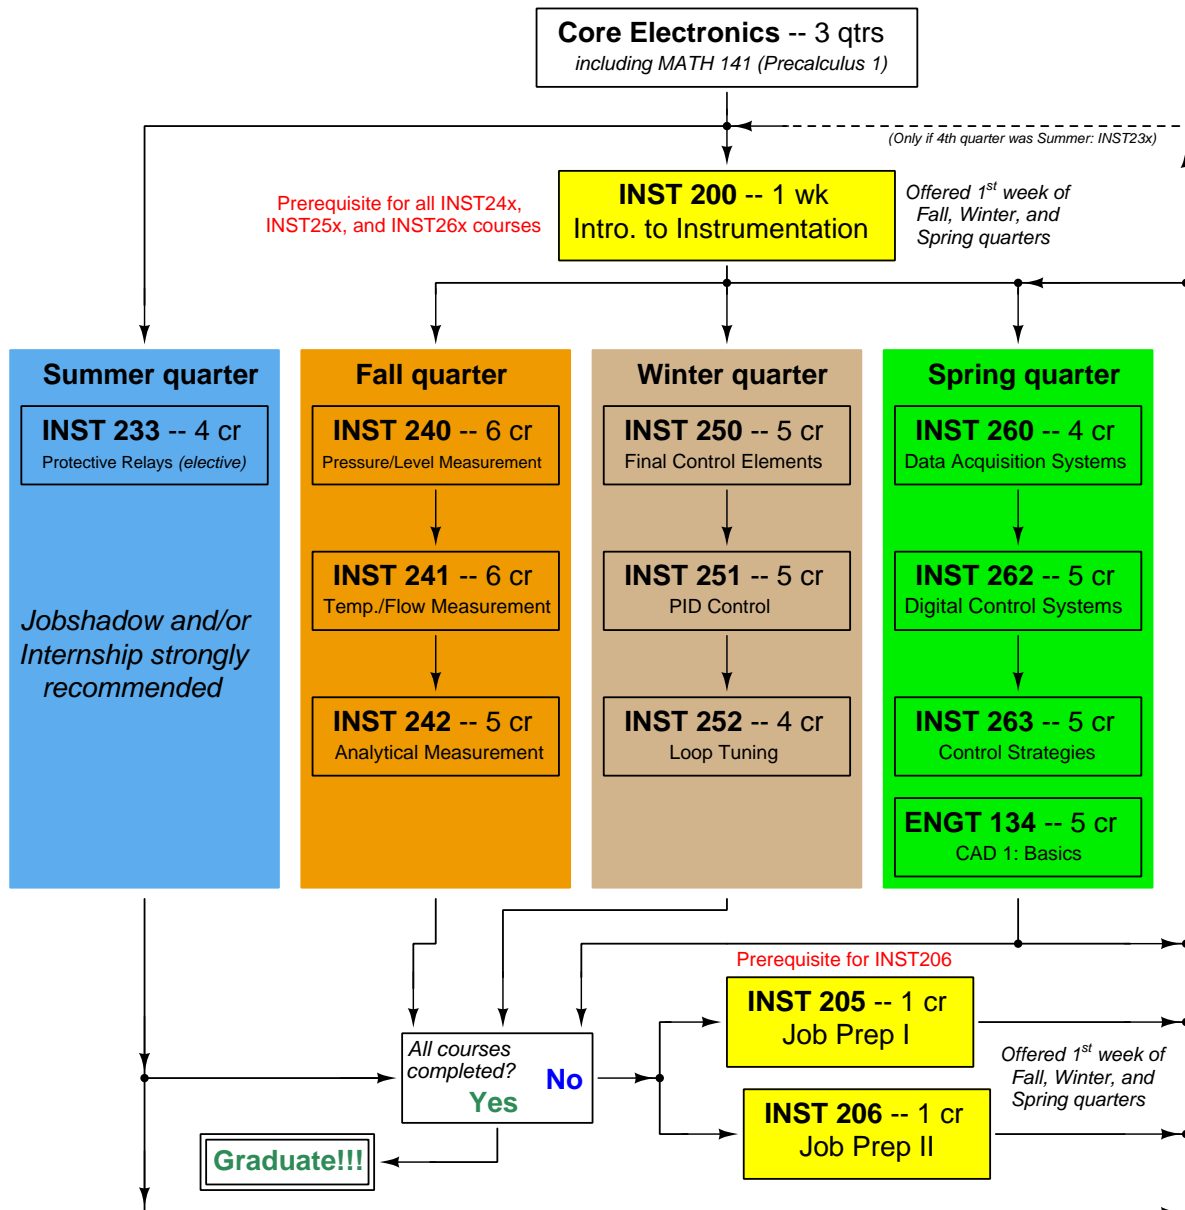 Core Electronics -- 3 qtrs
including MATH 141 (Precalculus 1)
(Only if 4th quarter was Summer: INST23x)
Prerequisite for all INST24x,
INST25x, and INST26x courses
INST 200 -- 1 wk
Intro. to Instrumentation
Offered 1st week of
Fall, Winter, and
Spring quarters
Summer quarter
INST 233 -- 4 cr
Protective Relays (elective)
Jobshadow and/or
Internship strongly
recommended
Fall quarter
INST 240 -- 6 cr
Pressure/Level Measurement
INST 241 -- 6 cr
Temp./Flow Measurement
INST 242 -- 5 cr
Analytical Measurement
Winter quarter
INST 250 -- 5 cr
Final Control Elements
INST 251 -- 5 cr
PID Control
INST 252 -- 4 cr
Loop Tuning
Spring quarter
INST 260 -- 4 cr
Data Acquisition Systems
INST 262 -- 5 cr
Digital Control Systems
INST 263 -- 5 cr
Control Strategies
ENGT 134 -- 5 cr
CAD 1: Basics
All courses
completed?
Yes
No
Graduate!!!
Prerequisite for INST206
INST 205 -- 1 cr
Job Prep I
INST 206 -- 1 cr
Job Prep II
Offered 1st week of
Fall, Winter, and
Spring quarters